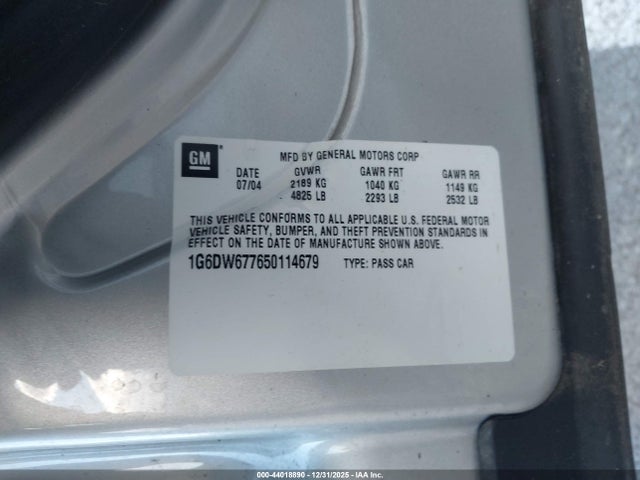 GM
MFD BY GENERAL MOTORS CORP
DATE GVWR GAWR FRT GAWR RR
07/04 2189 KG 1040 KG 1149 KG
4825 LB 2293 LB 2532 LB
THIS VEHICLE CONFORMS TO ALL APPLICABLE U.S. FEDERAL MOTOR
VEHICLE SAFETY, BUMPER, AND THEFT PREVENTION STANDARDS IN
EFFECT ON THE DATE OF MANUFACTURE SHOWN ABOVE.
1G6DW677650114679 TYPE: PASS CAR
000-44018890 - 12/31/2025 - IAA Inc.